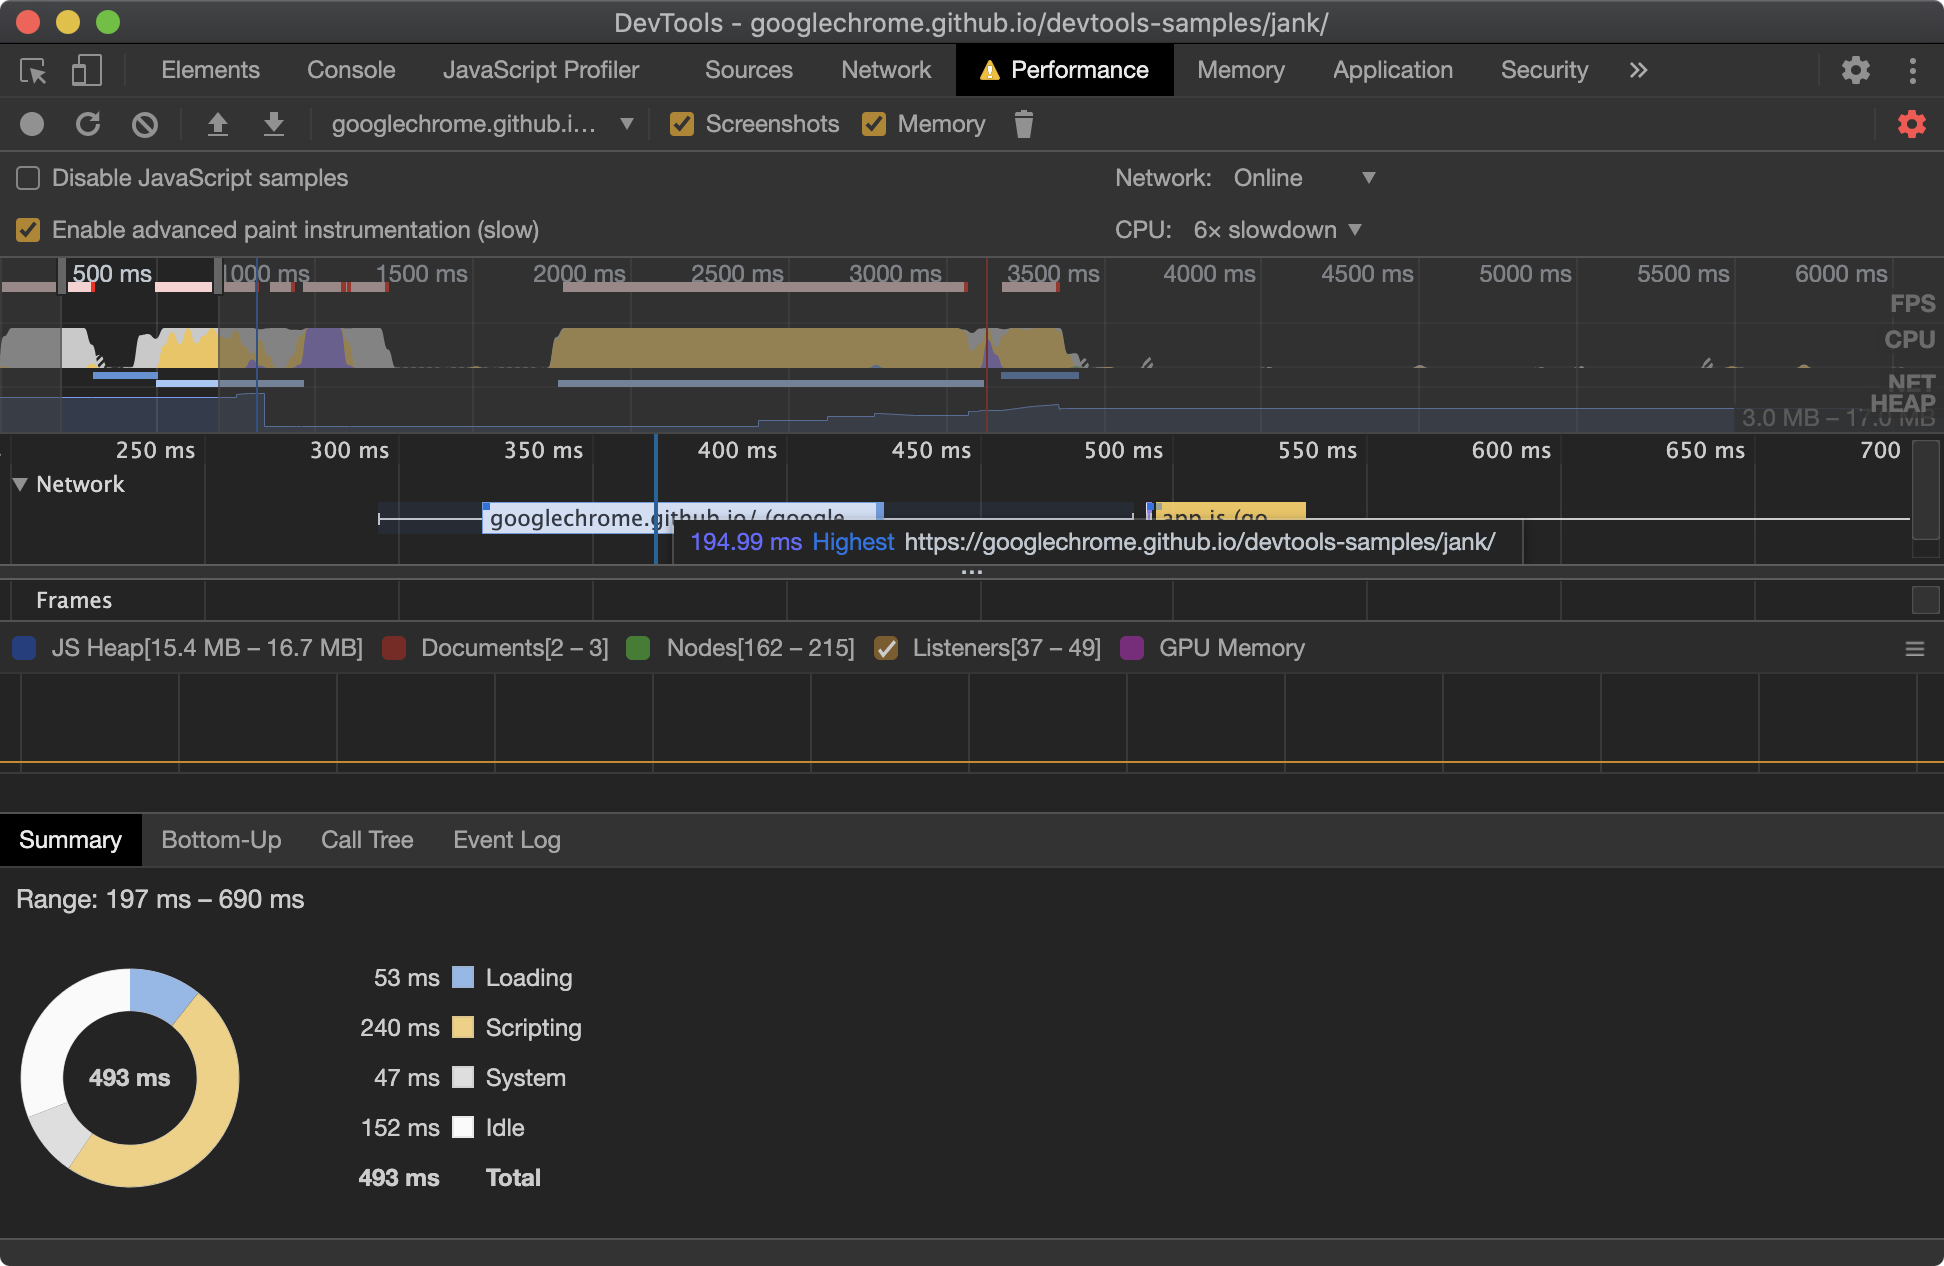 DevTools - googlechrome.github.io/devtools-samples/jank/
Elements Console JavaScript Profiler Sources Network Performance Memory Application Security »
googlechrome.github.i... Screenshots Memory
Disable JavaScript samples Network: Online
Enable advanced paint instrumentation (slow) CPU: 6× slowdown
500 ms 1000 ms 1500 ms 2000 ms 2500 ms 3000 ms 3500 ms 4000 ms 4500 ms 5000 ms 5500 ms 6000 ms
FPS
CPU
NET
HEAP
3.0 MB – 17.0 MB
250 ms 300 ms 350 ms 400 ms 450 ms 500 ms 550 ms 600 ms 650 ms 700
Network
googlechrome.github.io/ (google app.js (go
194.99 ms Highest https://googlechrome.github.io/devtools-samples/jank/
Frames
JS Heap[15.4 MB – 16.7 MB] Documents[2 – 3] Nodes[162 – 215] Listeners[37 – 49] GPU Memory
Summary Bottom-Up Call Tree Event Log
Range: 197 ms – 690 ms
53 ms Loading
240 ms Scripting
493 ms
47 ms System
152 ms Idle
493 ms Total